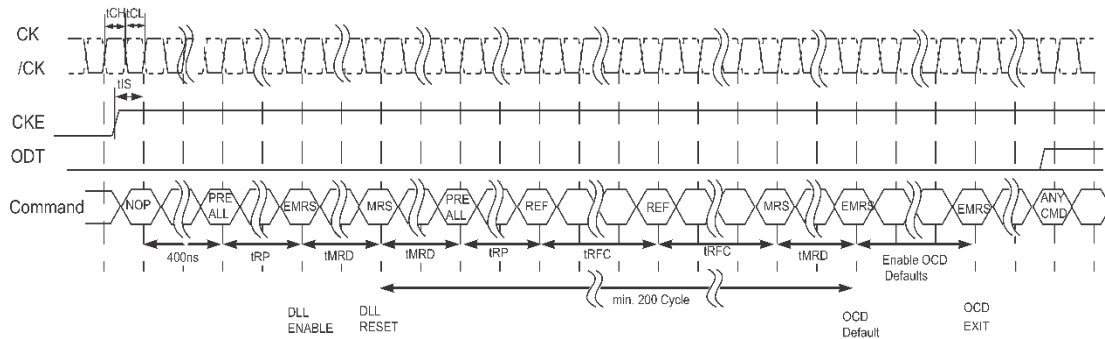 tCH tCL
CK
/CK
tIS
CKE
ODT
Command NOP PRE ALL EMRS MRS PRE ALL REF REF MRS EMRS EMRS ANY CMD
400ns tRP tMRD tMRD tRP tRFC tRFC tMRD Enable OCD Defaults
min. 200 Cycle
DLL ENABLE
DLL RESET
OCD Default
OCD EXIT